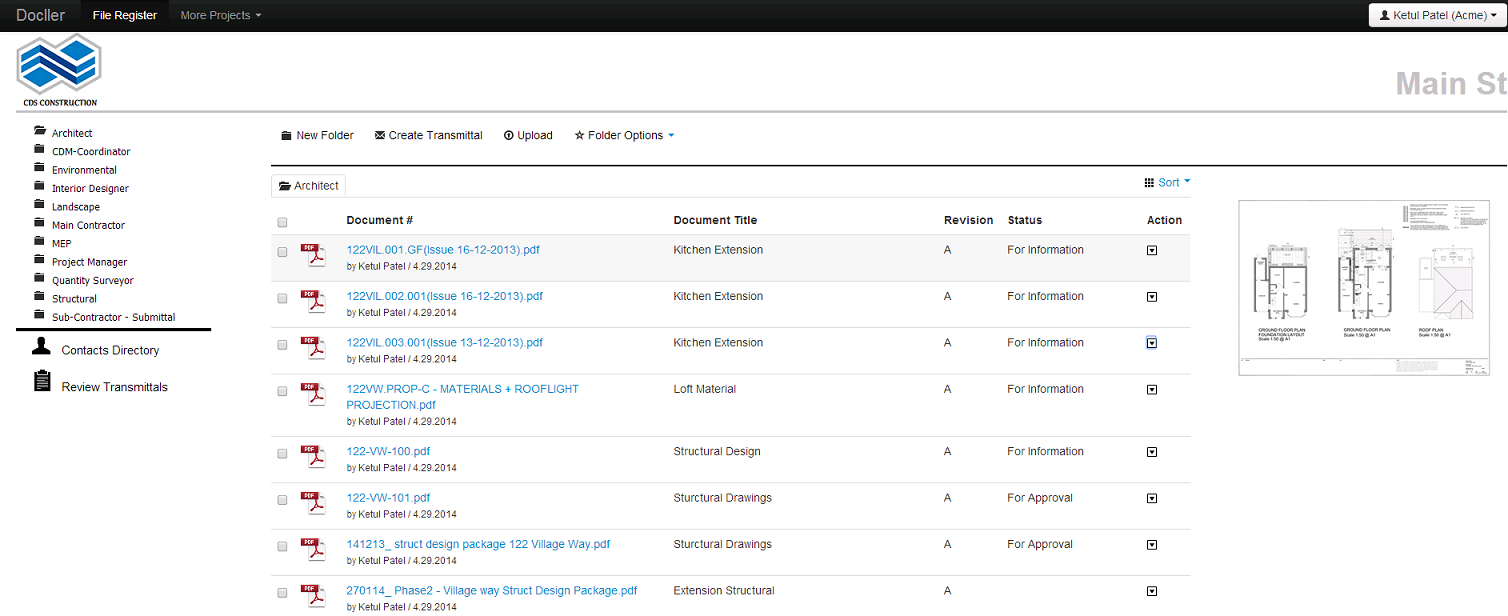 Docller File Register More Projects Ketul Patel (Acme)
CDS CONSTRUCTION
Main St
Architect
CDM-Coordinator
Environmental
Interior Designer
Landscape
Main Contractor
MEP
Project Manager
Quantity Surveyor
Structural
Sub-Contractor - Submittal
Contacts Directory
Review Transmittals
New Folder Create Transmittal Upload Folder Options
Architect Sort
Document # Document Title Revision Status Action
122VIL.001.GF(Issue 16-12-2013).pdf Kitchen Extension A For Information
by Ketul Patel / 4.29.2014
122VIL.002.001(Issue 16-12-2013).pdf Kitchen Extension A For Information
by Ketul Patel / 4.29.2014
122VIL.003.001(Issue 13-12-2013).pdf Kitchen Extension A For Information
by Ketul Patel / 4.29.2014
122VW.PROP-C - MATERIALS + ROOFLIGHT Loft Material A For Information
PROJECTION.pdf
by Ketul Patel / 4.29.2014
122-VW-100.pdf Structural Design A For Information
by Ketul Patel / 4.29.2014
122-VW-101.pdf Sturctural Drawings A For Approval
by Ketul Patel / 4.29.2014
141213_ struct design package 122 Village Way.pdf Sturctural Drawings A For Approval
by Ketul Patel / 4.29.2014
270114_ Phase2 - Village way Struct Design Package.pdf Extension Structural A
by Ketul Patel / 4.29.2014
PDF
PDF
PDF
PDF
PDF
PDF
PDF
PDF
GROUND FLOOR PLAN
FOUNDATION LAYOUT
Scale 1:50 @ A1
GROUND FLOOR PLAN
Scale 1:50 @ A1
ROOF PLAN
Scale 1:50 @ A1